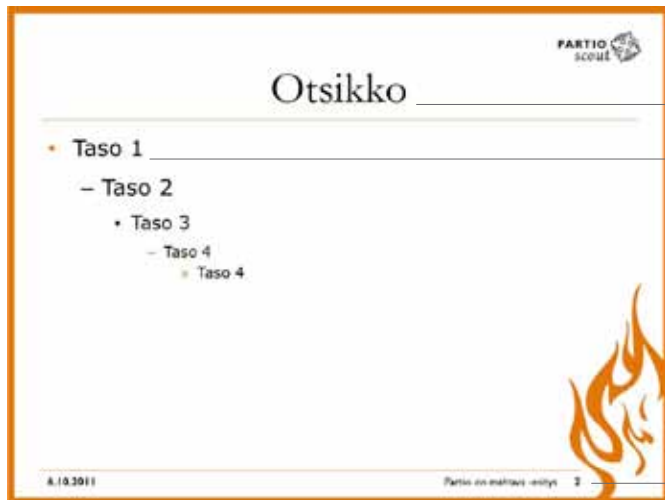 PARTIO
scout
Otsikko
• Taso 1
– Taso 2
• Taso 3
– Taso 4
» Taso 4
6.10.2011 Partio on mahtava -esitys 2